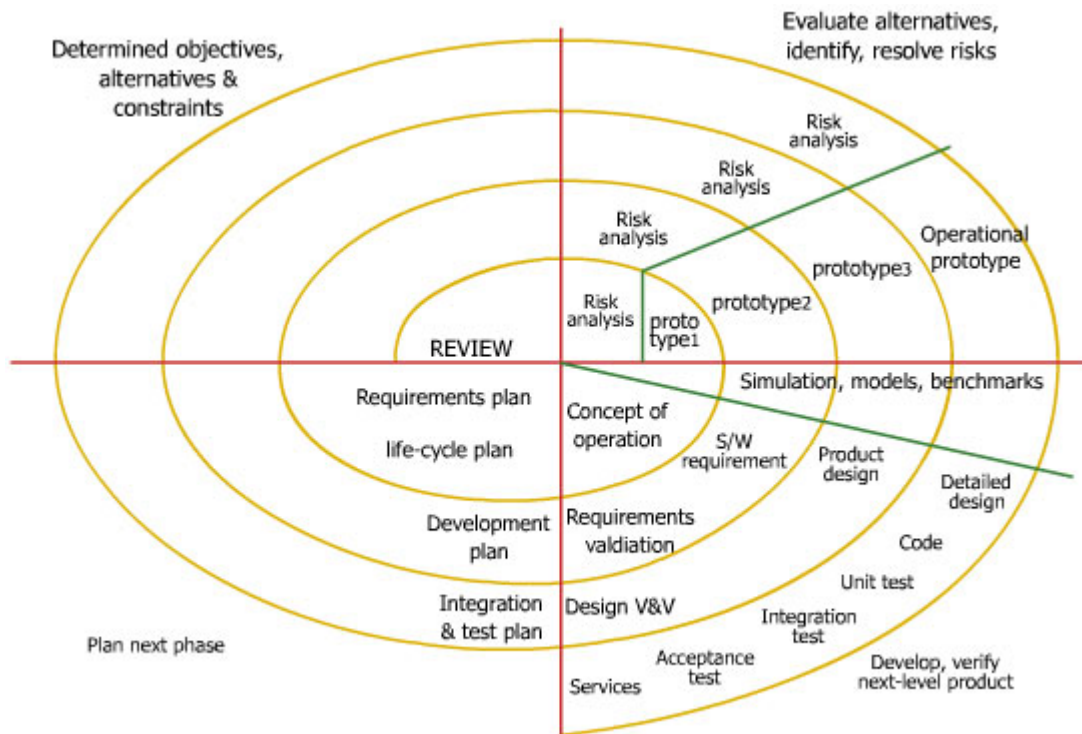 Determined objectives,
alternatives &
constraints
Evaluate alternatives,
identify, resolve risks
Risk
analysis
Risk
analysis
Risk
analysis
Risk
analysis
Operational
prototype
prototype3
prototype2
proto
type1
REVIEW
Simulation, models, benchmarks
Requirements plan
life-cycle plan
Concept of
operation
S/W
requirement
Product
design
Detailed
design
Development
plan
Requirements
valdiation
Code
Unit test
Integration
& test plan
Design V&V
Integration
test
Acceptance
test
Services
Plan next phase
Develop, verify
next-level product